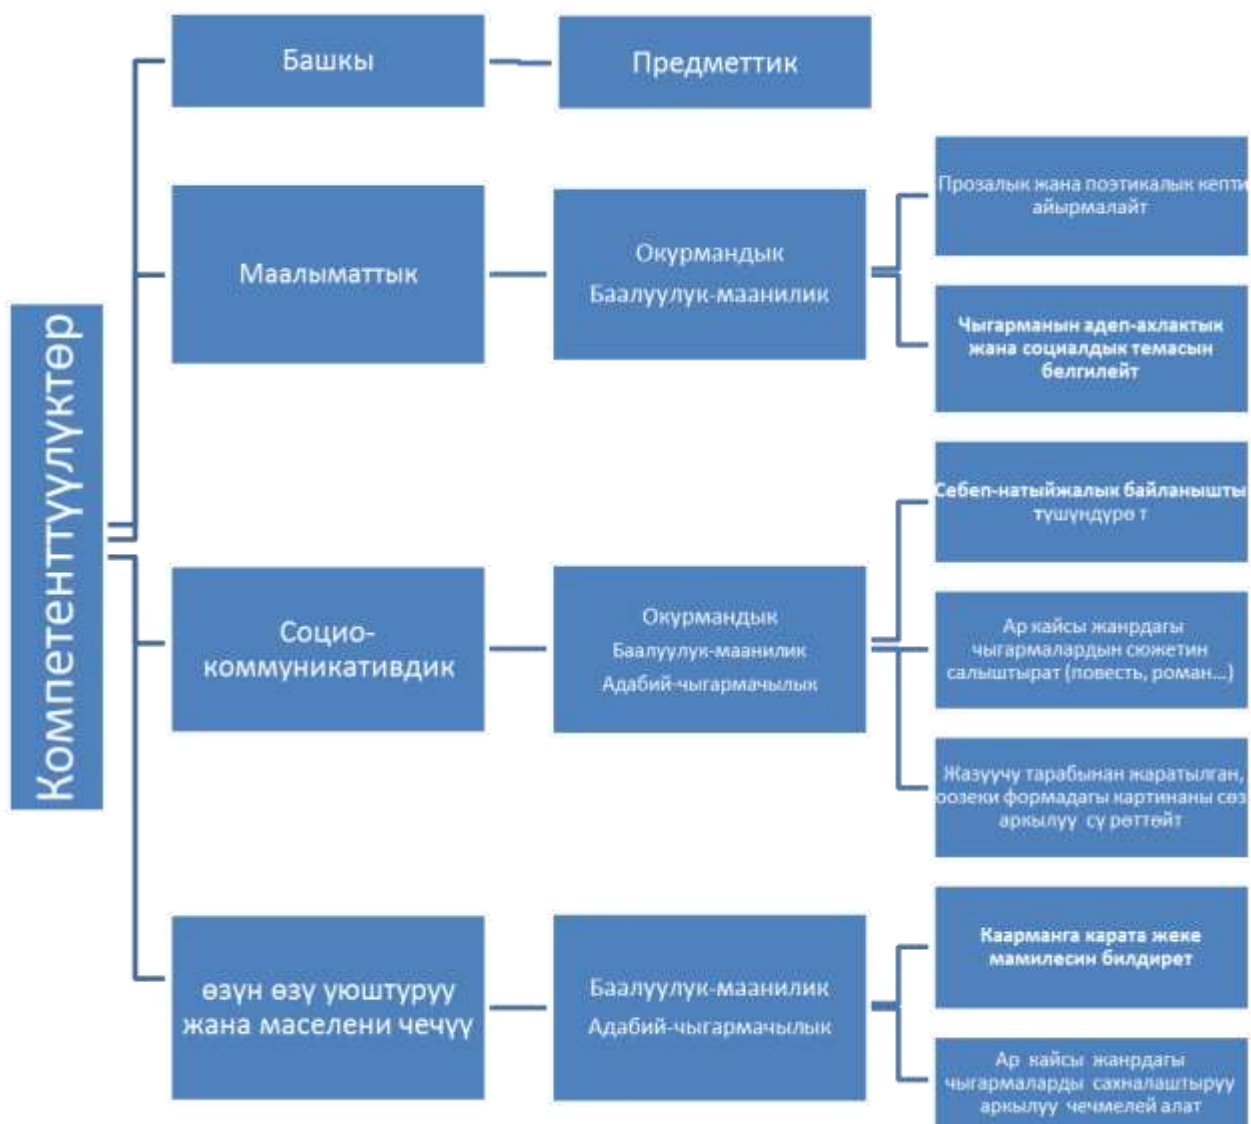 Компетенттүүлүктөр
Башкы
Предметтик
Маалыматтык
Окурмандык
Баалуулук-маанилик
Прозалык жана поэтикалык кепти
айырмалайт
Чыгарманын адеп-ахлактык
жана социалдык темасын
белгилейт
Социо-
коммуникативдик
Окурмандык
Баалуулук-маанилик
Адабий-чыгармачылык
Себеп-натыйжалык байланышты
түшүндүрө т
Ар кайсы жанрдагы
чыгармалардын сюжетин
салыштырат (повесть, роман...)
Жазуучу тарабынан жаратылган,
оозеки формадагы картинаны сөз
аркылуу сү рөттөйт
өзүн өзү уюштуруу
жана маселени чечүү
Баалуулук-маанилик
Адабий-чыгармачылык
Каарманга карата жеке
мамилесин билдирет
Ар кайсы жанрдагы
чыгармаларды сахналаштыруу
аркылуу чечмелей алат